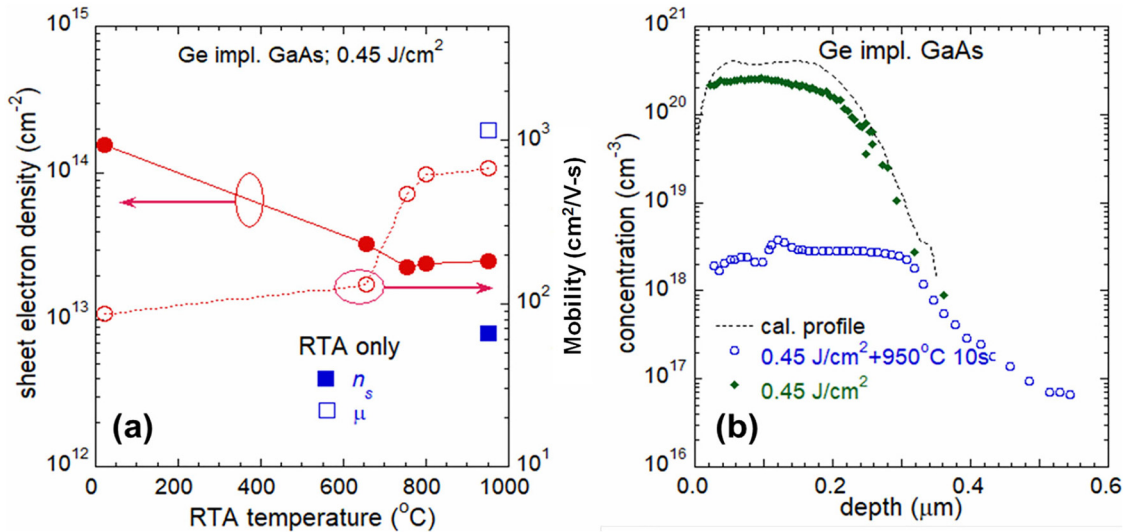 10^15
10^14
10^13
10^12
sheet electron density (cm^-2)
Ge impl. GaAs; 0.45 J/cm^2
RTA only
n_s
μ
(a)
0 200 400 600 800 1000
RTA temperature (°C)
10^3
10^2
10^1
Mobility (cm^2/V-s)
10^21
10^20
10^19
10^18
10^17
10^16
concentration (cm^-3)
Ge impl. GaAs
cal. profile
0.45 J/cm^2+950°C 10s
0.45 J/cm^2
(b)
0.0 0.2 0.4 0.6
depth (μm)